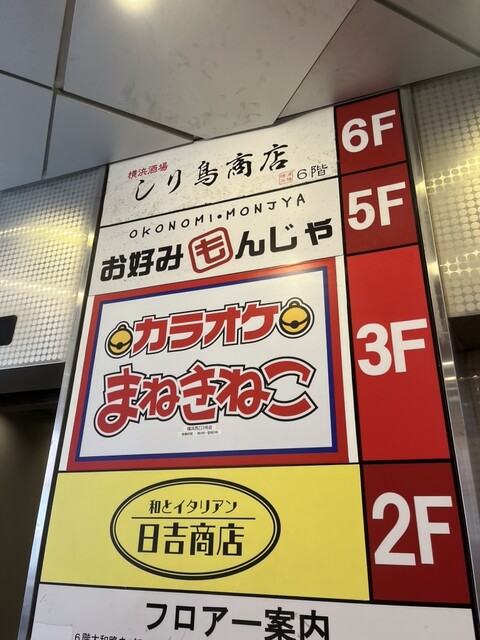 横浜酒場
しり鳥商店
6階
6F
OKONOMI・MONJYA
お好みもんじゃ
5F
カラオケ
まねきねこ
3F
和とイタリアン
日吉商店
2F
フロアー案内